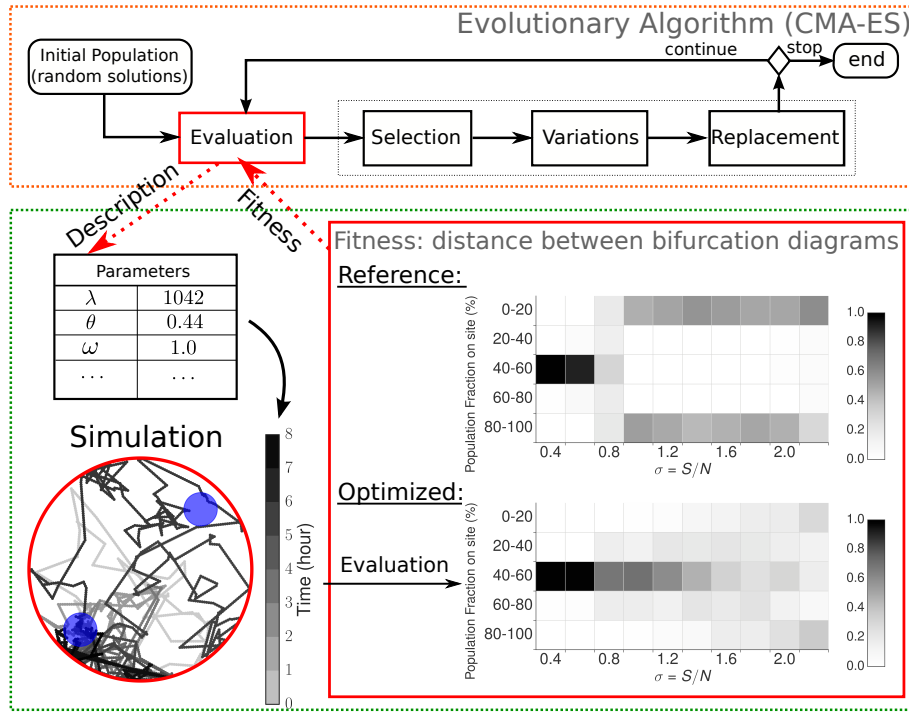 Evolutionary Algorithm (CMA-ES)
Initial Population
(random solutions)
continue
stop
end
Evaluation
Selection
Variations
Replacement
Description
Fitness
Parameters
λ 1042
θ 0.44
ω 1.0
... ...
Simulation
8
7
6
5
4
3
2
1
0
Time (hour)
Evaluation
Fitness: distance between bifurcation diagrams
Reference:
Population Fraction on site (%)
0-20
20-40
40-60
60-80
80-100
0.4 0.8 1.2 1.6 2.0
σ = S/N
1.0
0.8
0.6
0.4
0.2
0.0
Optimized:
Population Fraction on site (%)
0-20
20-40
40-60
60-80
80-100
0.4 0.8 1.2 1.6 2.0
σ = S/N
1.0
0.8
0.6
0.4
0.2
0.0